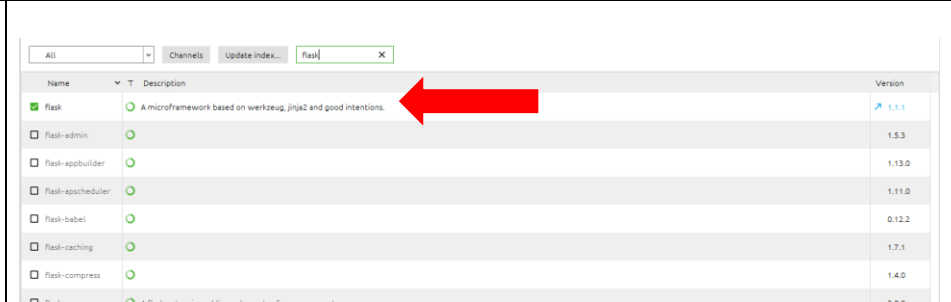 All Channels Update index... flask X
Name T Description Version
flask A microframework based on werkzeug, jinja2 and good intentions. 1.1.1
flask-admin 1.5.3
flask-appbuilder 1.13.0
flask-apscheduler 1.11.0
flask-babel 0.12.2
flask-caching 1.7.1
flask-compress 1.4.0